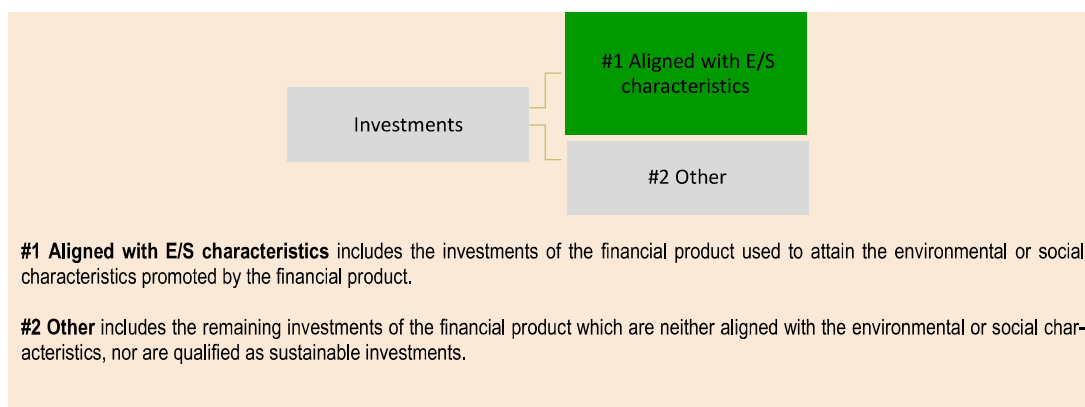 #1 Aligned with E/S
characteristics
Investments
#2 Other
#1 Aligned with E/S characteristics includes the investments of the financial product used to attain the environmental or social
characteristics promoted by the financial product.
#2 Other includes the remaining investments of the financial product which are neither aligned with the environmental or social char-
acteristics, nor are qualified as sustainable investments.